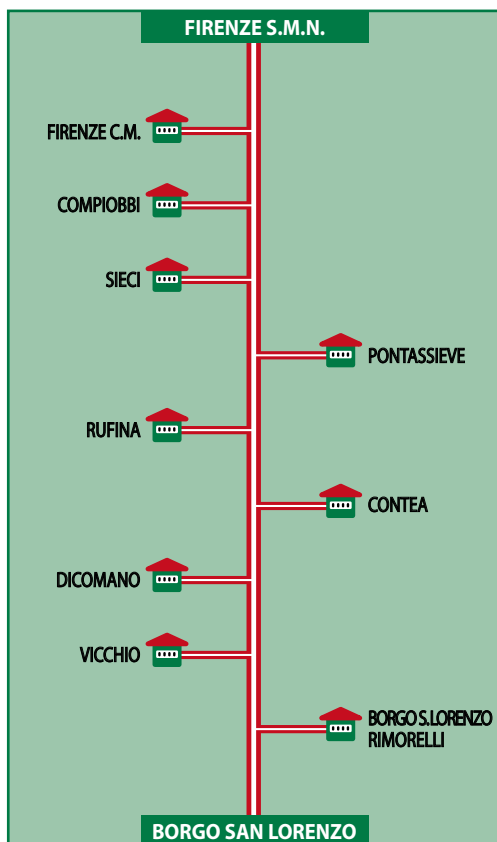 FIRENZE S.M.N.
FIRENZE C.M.
COMPIOBBI
SIECI
PONTASSIEVE
RUFINA
CONTEA
DICOMANO
VICCHIO
BORGO S.LORENZO
RIMORELLI
BORGO SAN LORENZO